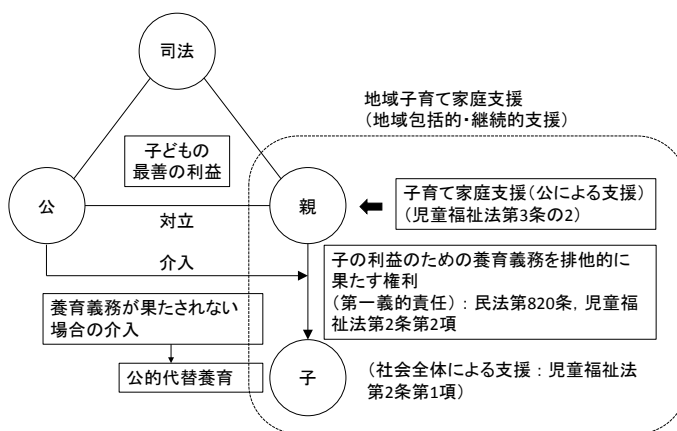 司法
地域子育て家庭支援
（地域包括的・継続的支援）
子どもの
最善の利益
公
親
対立
子育て家庭支援（公による支援）
（児童福祉法第3条の2）
介入
子の利益のための養育義務を排他的に
果たす権利
（第一義的責任）：民法第820条，児童福
祉法第2条第2項
養育義務が果たされない
場合の介入
公的代替養育
子
（社会全体による支援：児童福祉法
第2条第1項）